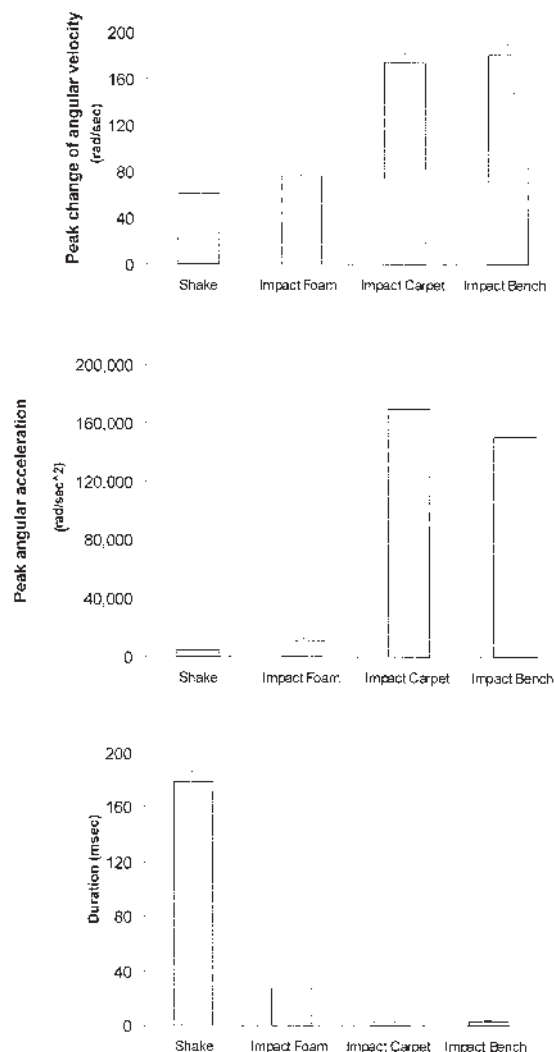 Peak change of angular velocity
(rad/sec)
200
160
120
80
40
0
Shake Impact Foam Impact Carpet Impact Bench
Peak angular acceleration
(rad/sec^2)
200,000
160,000
120.000
80,000
40,000
0
Shake Impact Foam Impact Carpet Impact Bench
Duration (msec)
200
160
120
80
40
0
Shake Impact Foam Impact Carpet Impact Bench